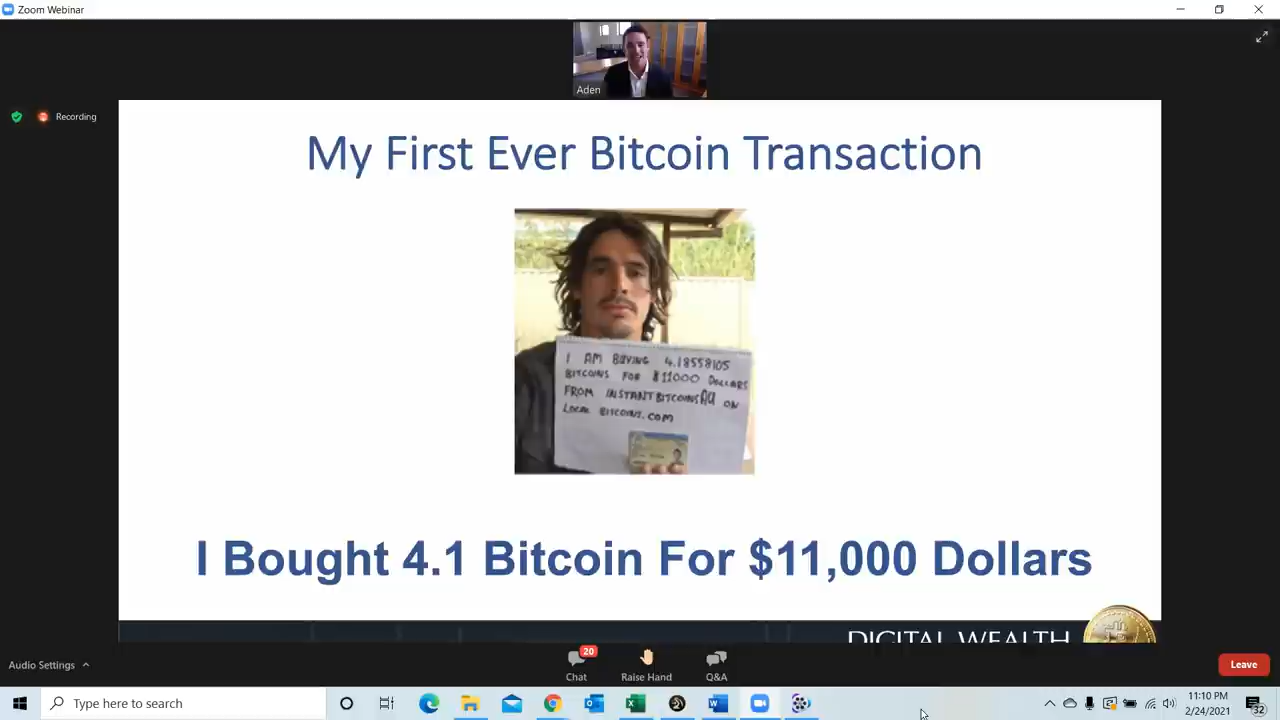 Zoom Webinar
Aden
Recording
My First Ever Bitcoin Transaction
I AM BUYING 4.18558105
BITCOINS FOR $11000 DOLLARS
FROM INSTANTBITCOINSAU ON
LOCAL BITCOINS.COM
I Bought 4.1 Bitcoin For $11,000 Dollars
DIGITAL WEALTH
Audio Settings
20
Chat
Raise Hand
Q&A
Leave
Type here to search
11:10 PM
2/24/2021
32